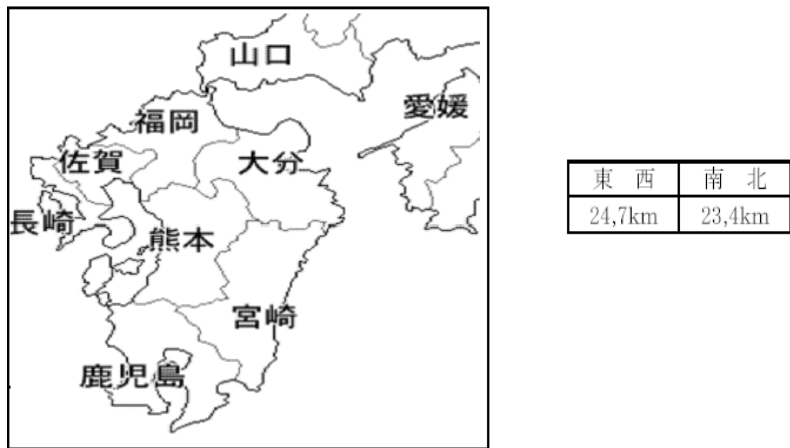 山口
愛媛
福岡
佐賀
大分
長崎
熊本
宮崎
鹿児島
東 西 南 北
24,7km 23,4km